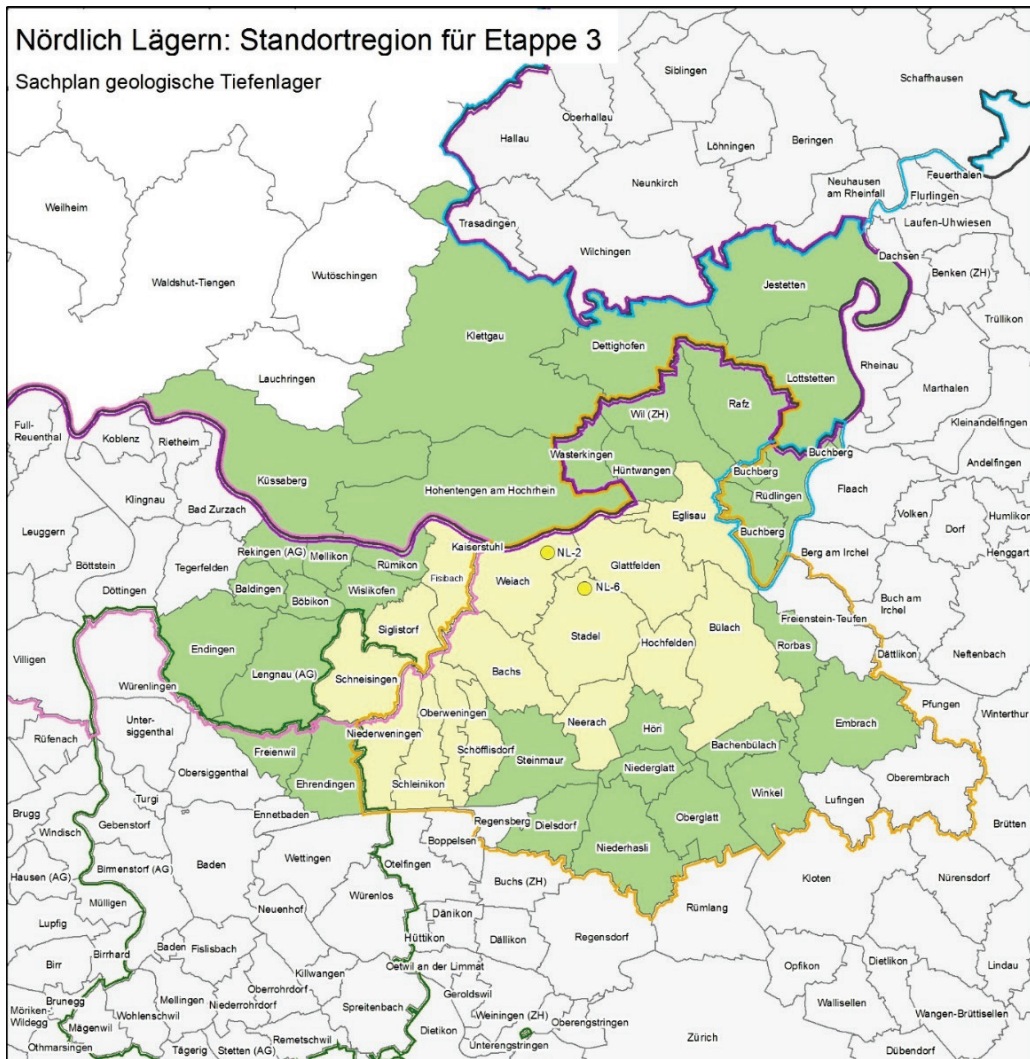 Nördlich Lägern: Standortregion für Etappe 3
Sachplan geologische Tiefenlager
Siblingen
Schaffhausen
Oberhallau
Hallau
Beringen
Löhningen
Neunkirch
Neuhausen
am Rheinfall
Feuerthalen
Flurlingen
Weilheim
Trasadingen
Laufen-Uhwiesen
Wilchingen
Dachsen
Benken (ZH)
Waldshut-Tiengen
Wutöschingen
Jestetten
Trüllikon
Klettgau
Dettighofen
Rheinau
Lauchringen
Lottstetten
Marthalen
Rafz
Wil (ZH)
Full-
Reuenthal
Koblenz
Rietheim
Kleinandelfingen
Wasterkingen
Buchberg
Andelfingen
Hüntwangen
Buchberg
Küssaberg
Klingnau
Hohentengen am Hochrhein
Rüdlingen
Flaach
Bad Zurzach
Eglisau
Volken
Dorf
Humlikon
Leuggern
Buchberg
Kaiserstuhl
NL-2
Rekingen (AG)
Mellikon
Berg am Irchel
Henggart
Böttstein
Tegerfelden
Rümikon
Glattfelden
Fisibach
Weiach
Baldingen
Wislikofen
NL-6
Döttingen
Böbikon
Buch am
Irchel
Freienstein-Teufen
Siglistorf
Bülach
Stadel
Hochfelden
Rorbas
Villigen
Endingen
Dättlikon
Neftenbach
Lengnau (AG)
Bachs
Schneisingen
Würenlingen
Pfungen
Oberweningen
Embrach
Winterthur
Unter-
siggenthal
Neerach
Höri
Niederweningen
Rüfenach
Schöfflisdorf
Bachenbülach
Freienwil
Obersiggenthal
Steinmaur
Niederglatt
Oberembrach
Ehrendingen
Schleinikon
Winkel
Turgi
Lufingen
Brugg
Gebenstorf
Ennetbaden
Regensberg
Dielsdorf
Oberglatt
Brütten
Windisch
Boppelsen
Niederhasli
Baden
Wettingen
Otelfingen
Birmenstorf (AG)
Kloten
Hausen (AG)
Nürensdorf
Buchs (ZH)
Mülligen
Neuenhof
Würenlos
Rümlang
Lupfig
Dänikon
Hüttikon
Dällikon
Regensdorf
Baden
Fislisbach
Birr
Birrhard
Killwangen
Oetwil an der Limmat
Opfikon
Dietlikon
Lindau
Oberrohrdorf
Brunegg
Mellingen
Geroldswil
Möriken-
Wildegg
Wohlenschwil
Niederrohrdorf
Spreitenbach
Weiningen (ZH)
Oberengstringen
Wallisellen
Wangen-Brüttisellen
Mägenwil
Remetschwil
Dietikon
Zürich
Othmarsingen
Tägerig
Stetten (AG)
Unterengstringen
Dübendorf